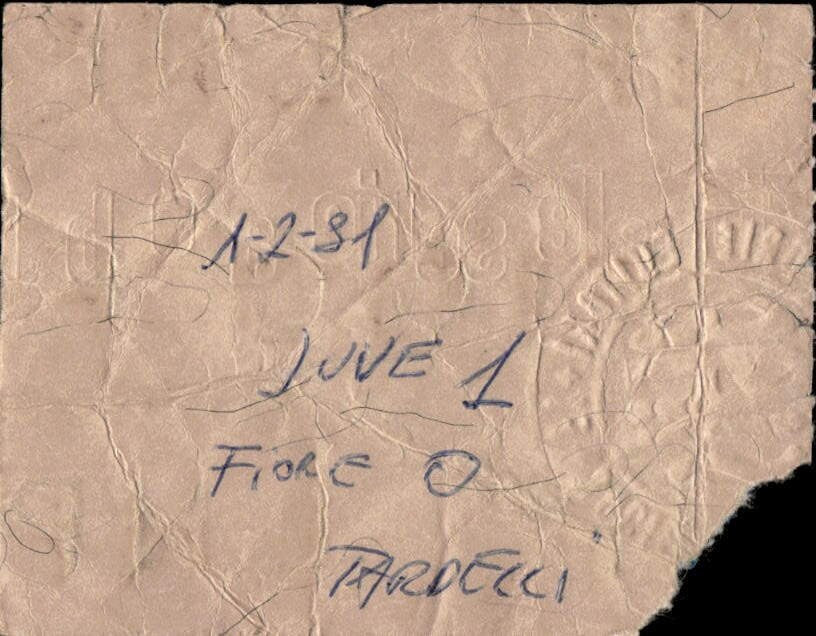 1-2-81
JUVE 1
FIORE 0
TARDELLI